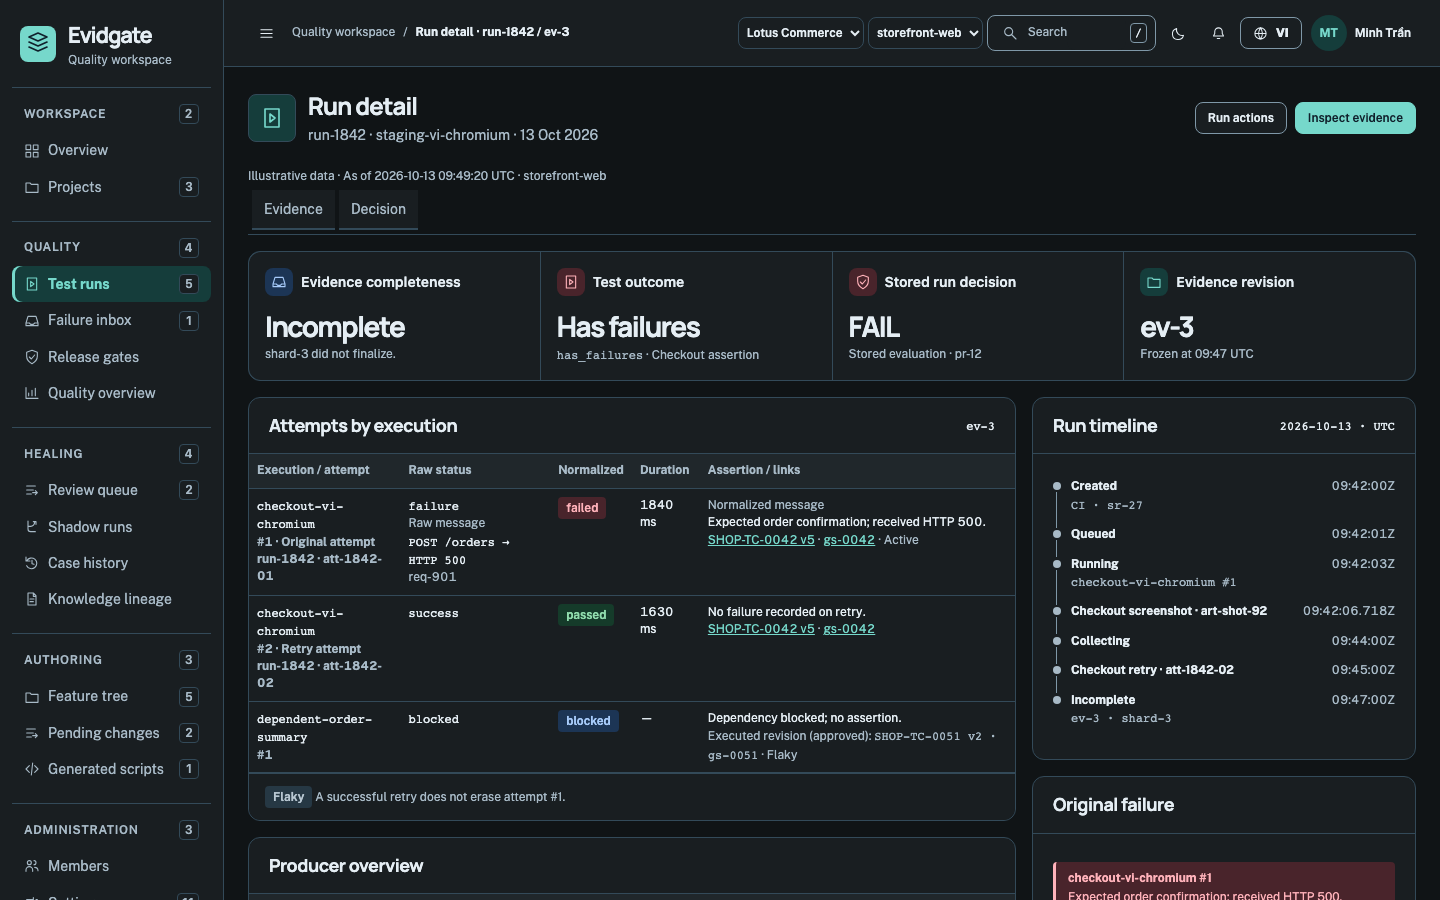 Evidgate
Quality workspace
WORKSPACE 2
Overview
Projects 3
QUALITY 4
Test runs 5
Failure inbox 1
Release gates
Quality overview
HEALING 4
Review queue 2
Shadow runs
Case history
Knowledge lineage
AUTHORING 3
Feature tree 5
Pending changes 2
Generated scripts 1
ADMINISTRATION 3
Members
Quality workspace / Run detail · run-1842 / ev-3
Lotus Commerce
storefront-web
Search /
VI
MT Minh Trần
Run detail
run-1842 · staging-vi-chromium · 13 Oct 2026
Run actions
Inspect evidence
Illustrative data · As of 2026-10-13 09:49:20 UTC · storefront-web
Evidence Decision
Evidence completeness
Incomplete
shard-3 did not finalize.
Test outcome
Has failures
has_failures · Checkout assertion
Stored run decision
FAIL
Stored evaluation · pr-12
Evidence revision
ev-3
Frozen at 09:47 UTC
Attempts by execution ev-3
Execution / attempt Raw status Normalized Duration Assertion / links
checkout-vi-
chromium
#1 · Original attempt
run-1842 · att-1842-
01
failure
Raw message
POST /orders →
HTTP 500
req-901
failed
1840
ms
Normalized message
Expected order confirmation; received HTTP 500.
SHOP-TC-0042 v5 · gs-0042 · Active
checkout-vi-
chromium
#2 · Retry attempt
run-1842 · att-1842-
02
success
passed
1630
ms
No failure recorded on retry.
SHOP-TC-0042 v5 · gs-0042
dependent-order-
summary
#1
blocked
blocked
—
Dependency blocked; no assertion.
Executed revision (approved): SHOP-TC-0051 v2 ·
gs-0051 · Flaky
Flaky A successful retry does not erase attempt #1.
Producer overview
Run timeline 2026-10-13 · UTC
Created 09:42:00Z
CI · sr-27
Queued 09:42:01Z
Running 09:42:03Z
checkout-vi-chromium #1
Checkout screenshot · art-shot-92 09:42:06.718Z
Collecting 09:44:00Z
Checkout retry · att-1842-02 09:45:00Z
Incomplete 09:47:00Z
ev-3 · shard-3
Original failure
checkout-vi-chromium #1
Expected order confirmation; received HTTP 500.